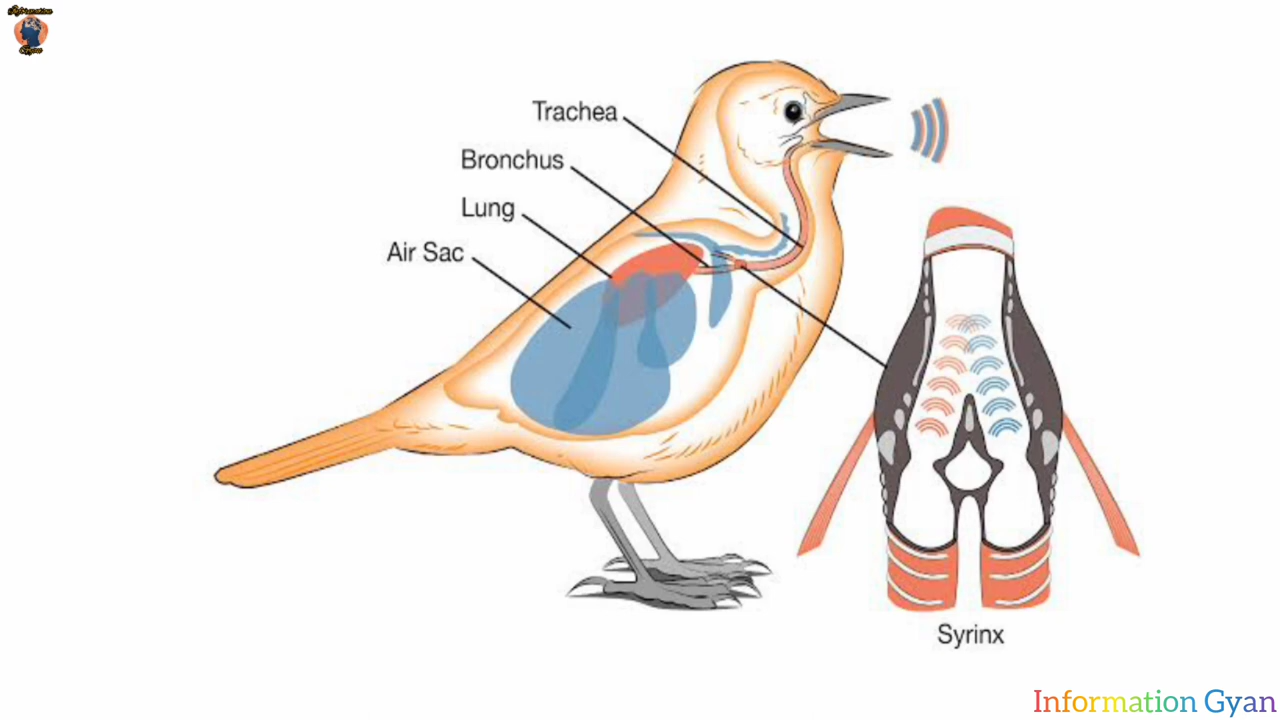 Trachea
Bronchus
Lung
Air Sac
Syrinx
Information Gyan